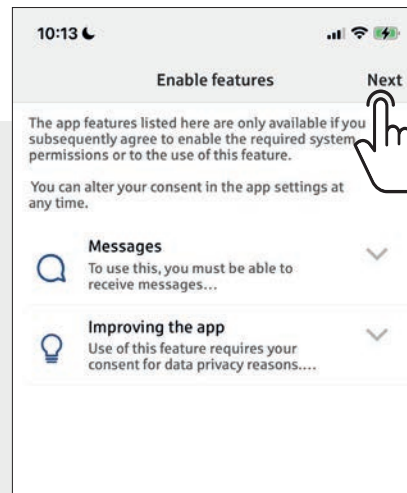 10:13
Enable features Next
The app features listed here are only available if you
subsequently agree to enable the required system
permissions or to the use of this feature.
You can alter your consent in the app settings at
any time.
Messages
To use this, you must be able to
receive messages...
Improving the app
Use of this feature requires your
consent for data privacy reasons....